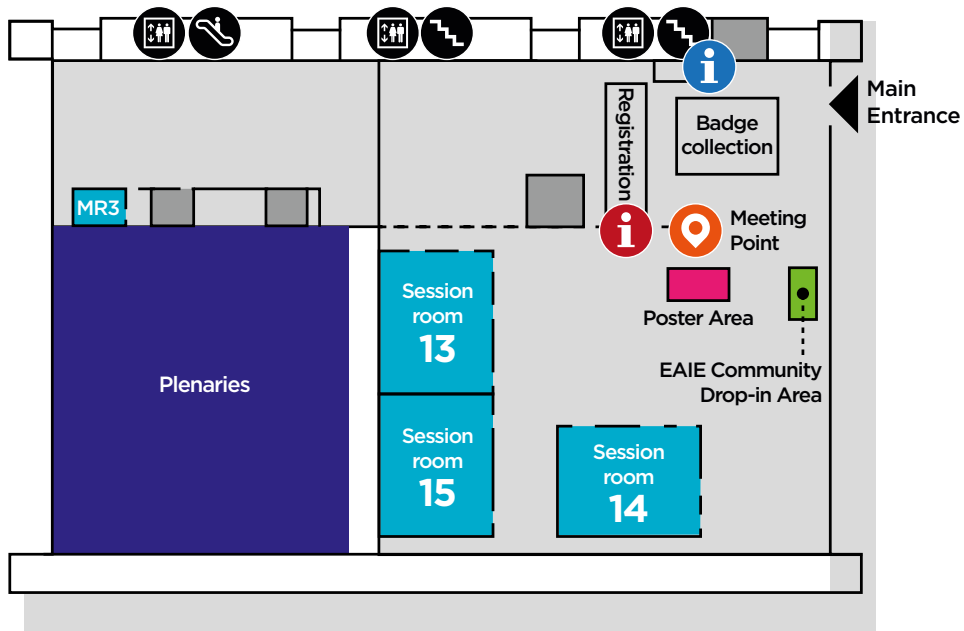 Main
Entrance
Registration
Badge
collection
MR3
Meeting
Point
Session
room
13
Poster Area
EAIE Community
Drop-in Area
Plenaries
Session
room
15
Session
room
14